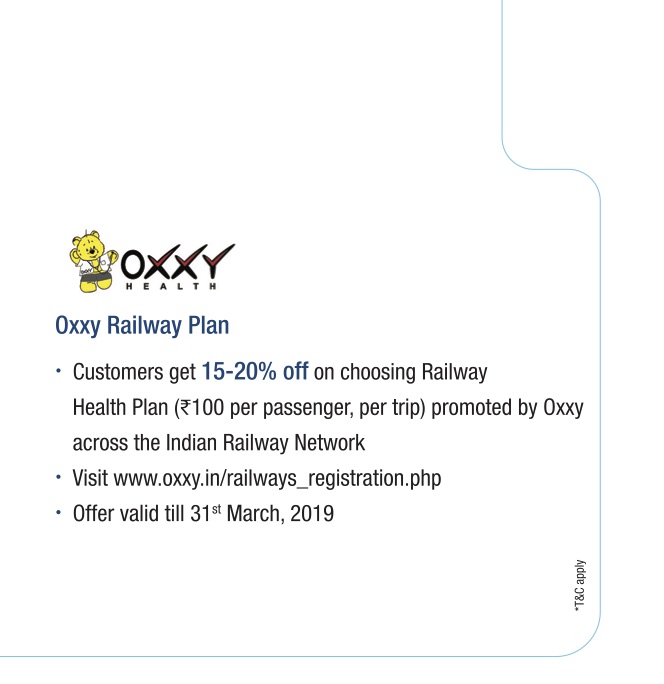 OXXY
HEALTH
Oxxy Railway Plan
• Customers get 15-20% off on choosing Railway
Health Plan (₹100 per passenger, per trip) promoted by Oxxy
across the Indian Railway Network
• Visit www.oxxy.in/railways_registration.php
• Offer valid till 31st March, 2019
*T&C apply